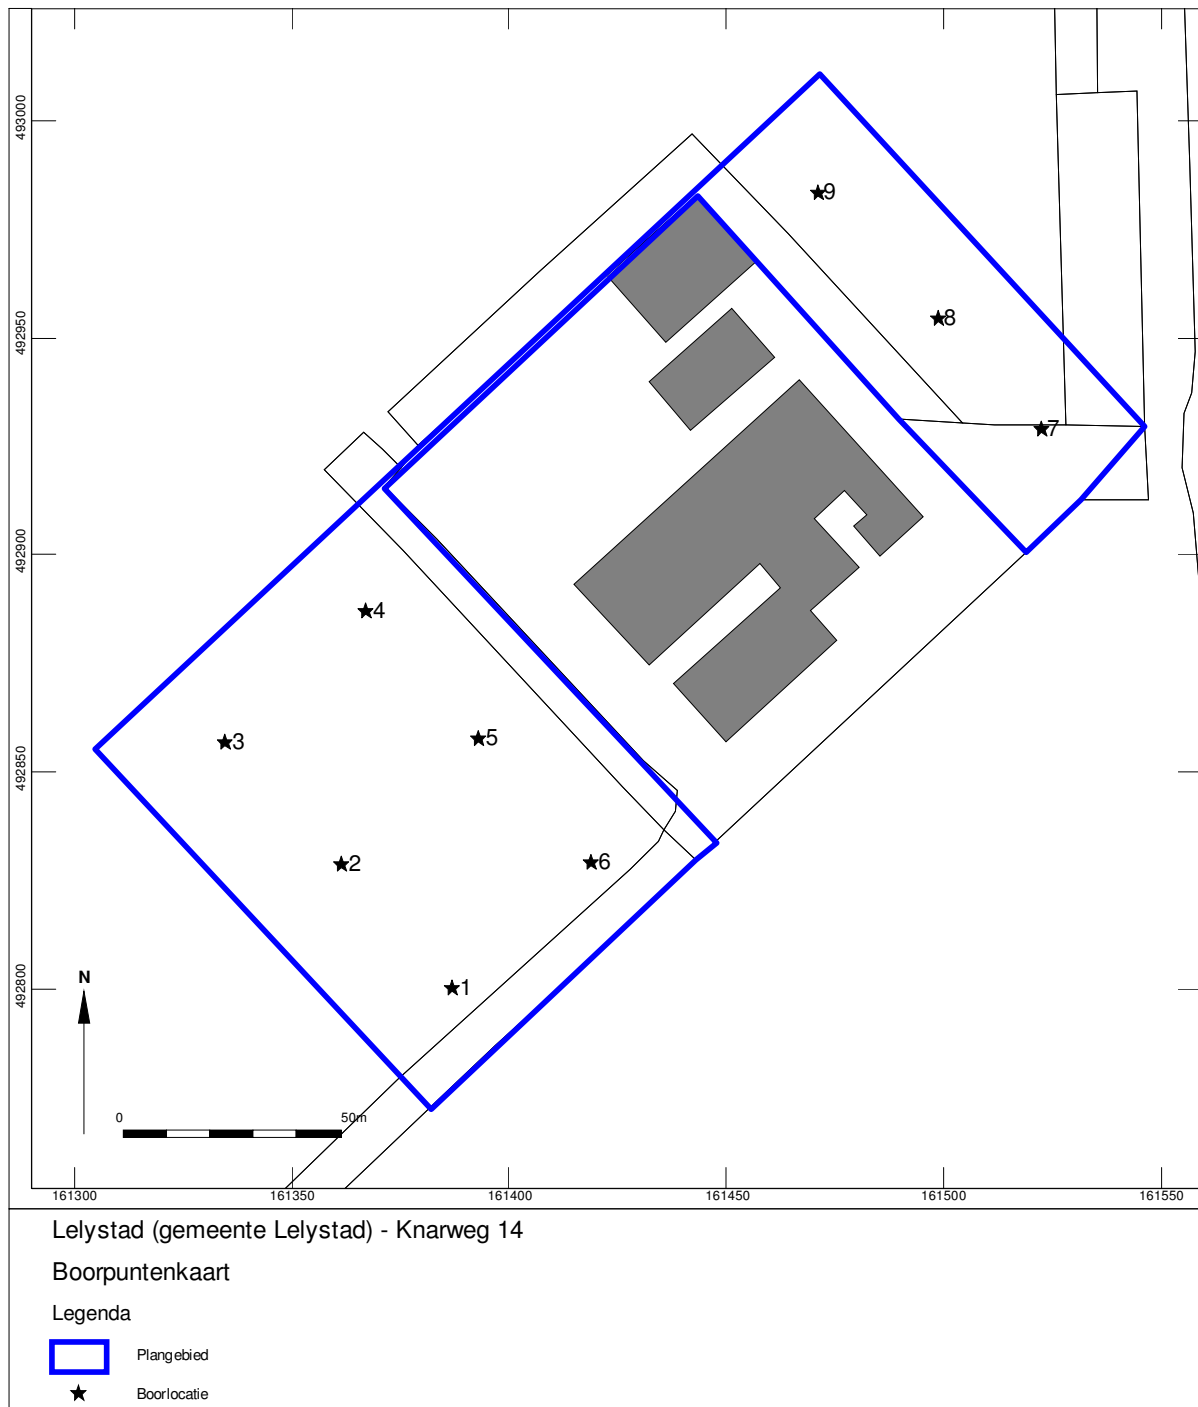 493000
492950
492900
492850
492800
9
8
7
4
3
5
2
6
1
N
0 50m
161300 161350 161400 161450 161500 161550
Lelystad (gemeente Lelystad) - Knarweg 14
Boorpuntenkaart
Legenda
Plangebied
Boorlocatie